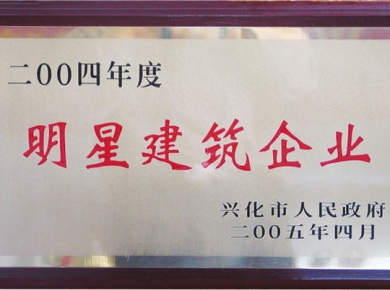 二00四年度
明星建筑企业
兴化市人民政府
二00五年四月